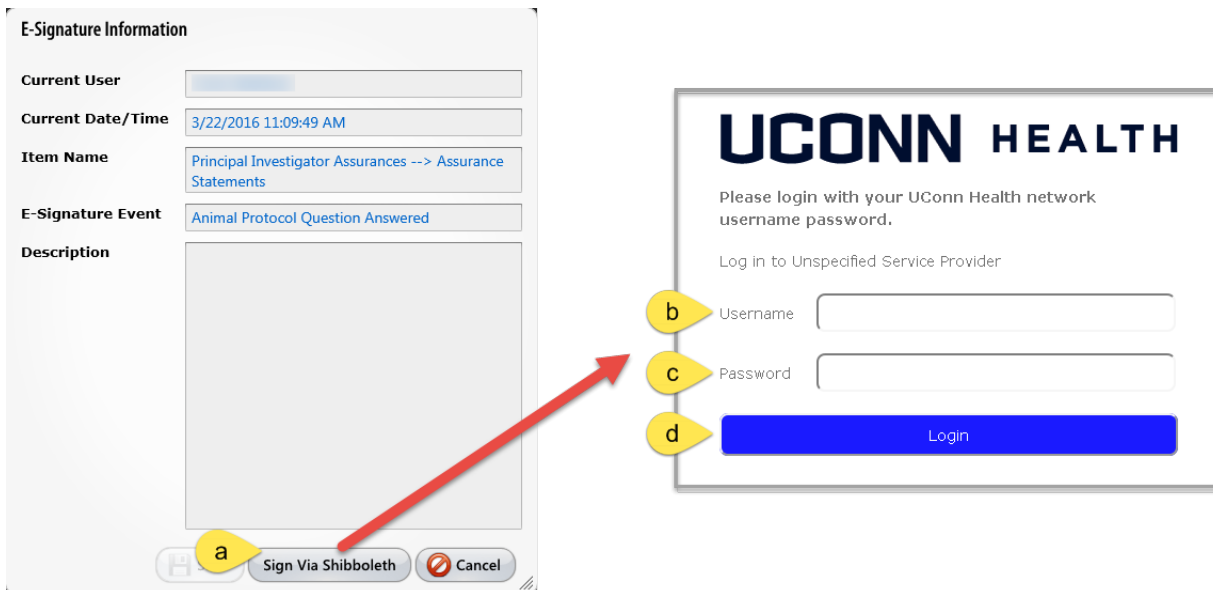 E-Signature Information
Current User
Current Date/Time
3/22/2016 11:09:49 AM
Item Name
Principal Investigator Assurances --> Assurance
Statements
E-Signature Event
Animal Protocol Question Answered
Description
a
Sign Via Shibboleth
Cancel
UCONN HEALTH
Please login with your UConn Health network
username password.
Log in to Unspecified Service Provider
b
Username
c
Password
d
Login